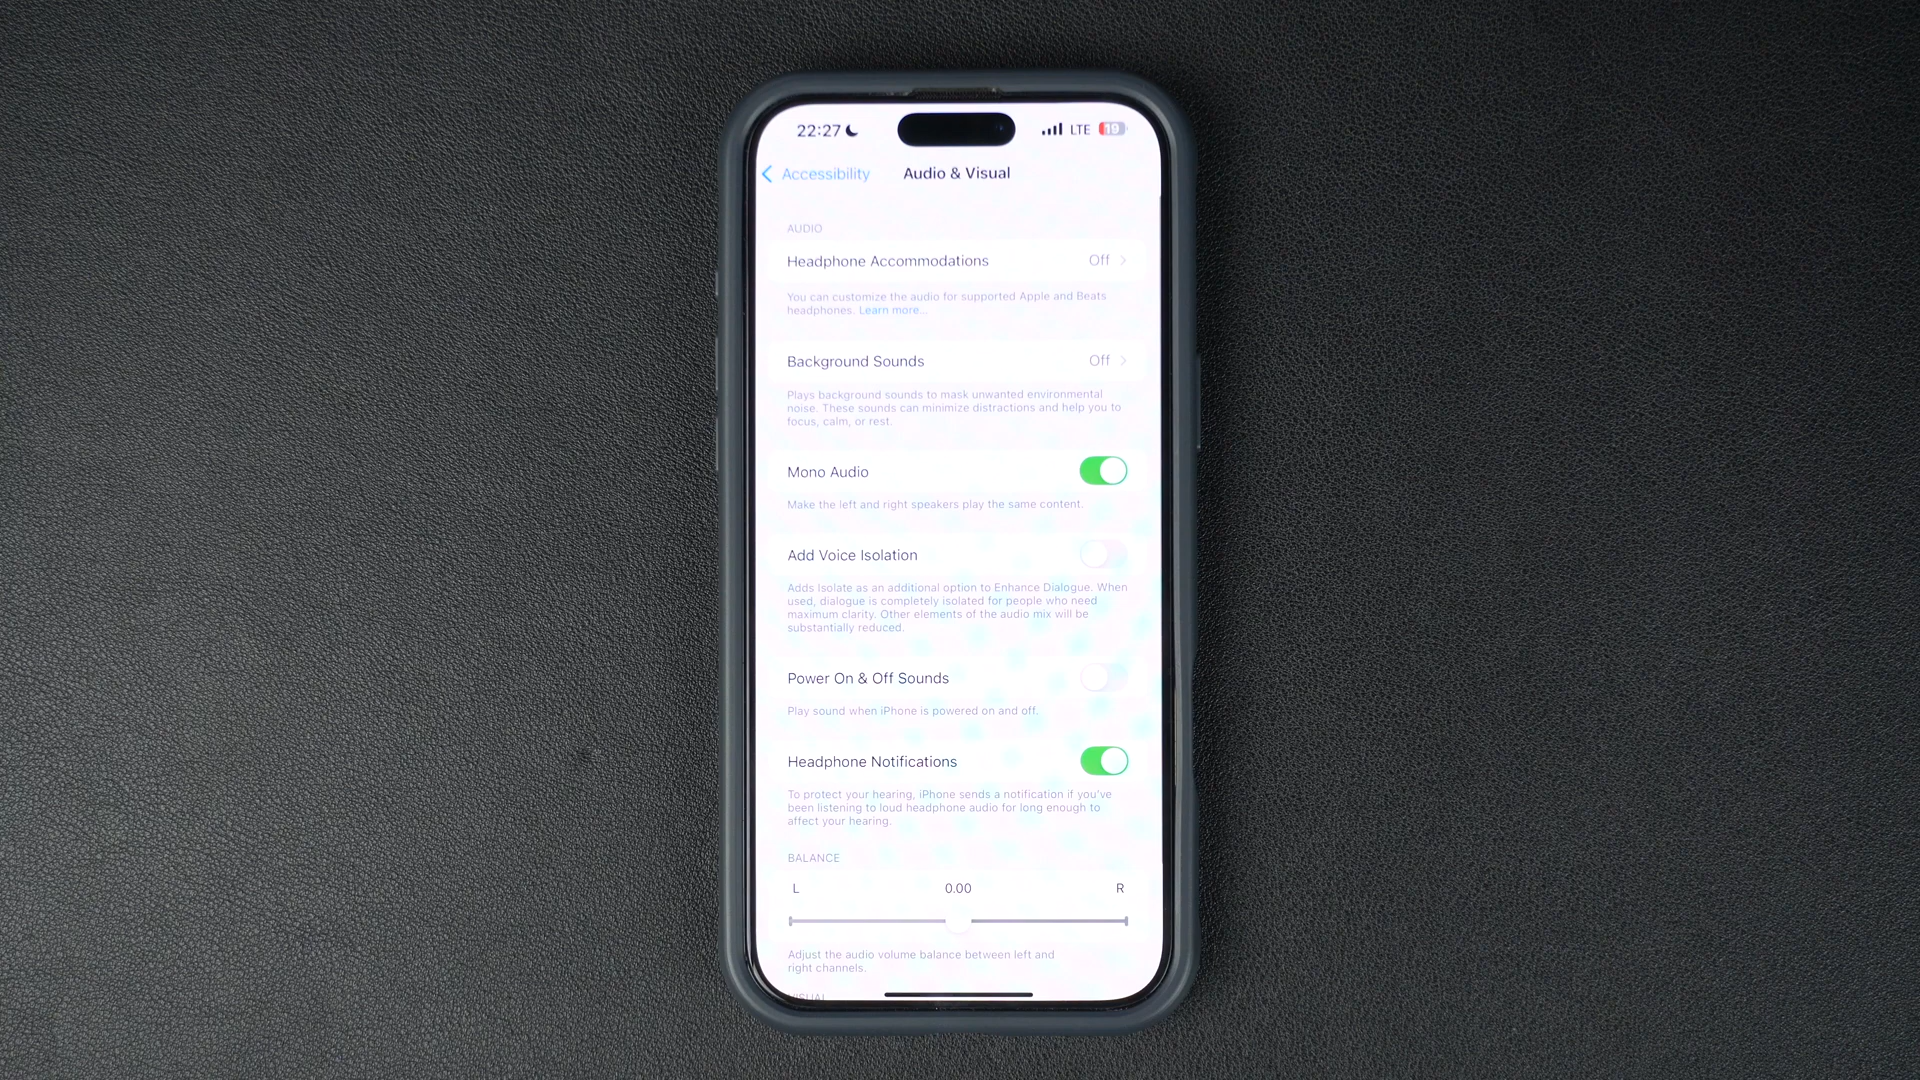 22:27 LTE 19
Accessibility Audio & Visual
AUDIO
Headphone Accommodations Off
You can customize the audio for supported Apple and Beats
headphones. Learn more...
Background Sounds Off
Plays background sounds to mask unwanted environmental
noise. These sounds can minimize distractions and help you to
focus, calm, or rest.
Mono Audio
Make the left and right speakers play the same content.
Add Voice Isolation
Adds Isolate as an additional option to Enhance Dialogue. When
used, dialogue is completely isolated for people who need
maximum clarity. Other elements of the audio mix will be
substantially reduced.
Power On & Off Sounds
Play sound when iPhone is powered on and off.
Headphone Notifications
To protect your hearing, iPhone sends a notification if you've
been listening to loud headphone audio for long enough to
affect your hearing.
BALANCE
L 0.00 R
Adjust the audio volume balance between left and
right channels.
VISUAL